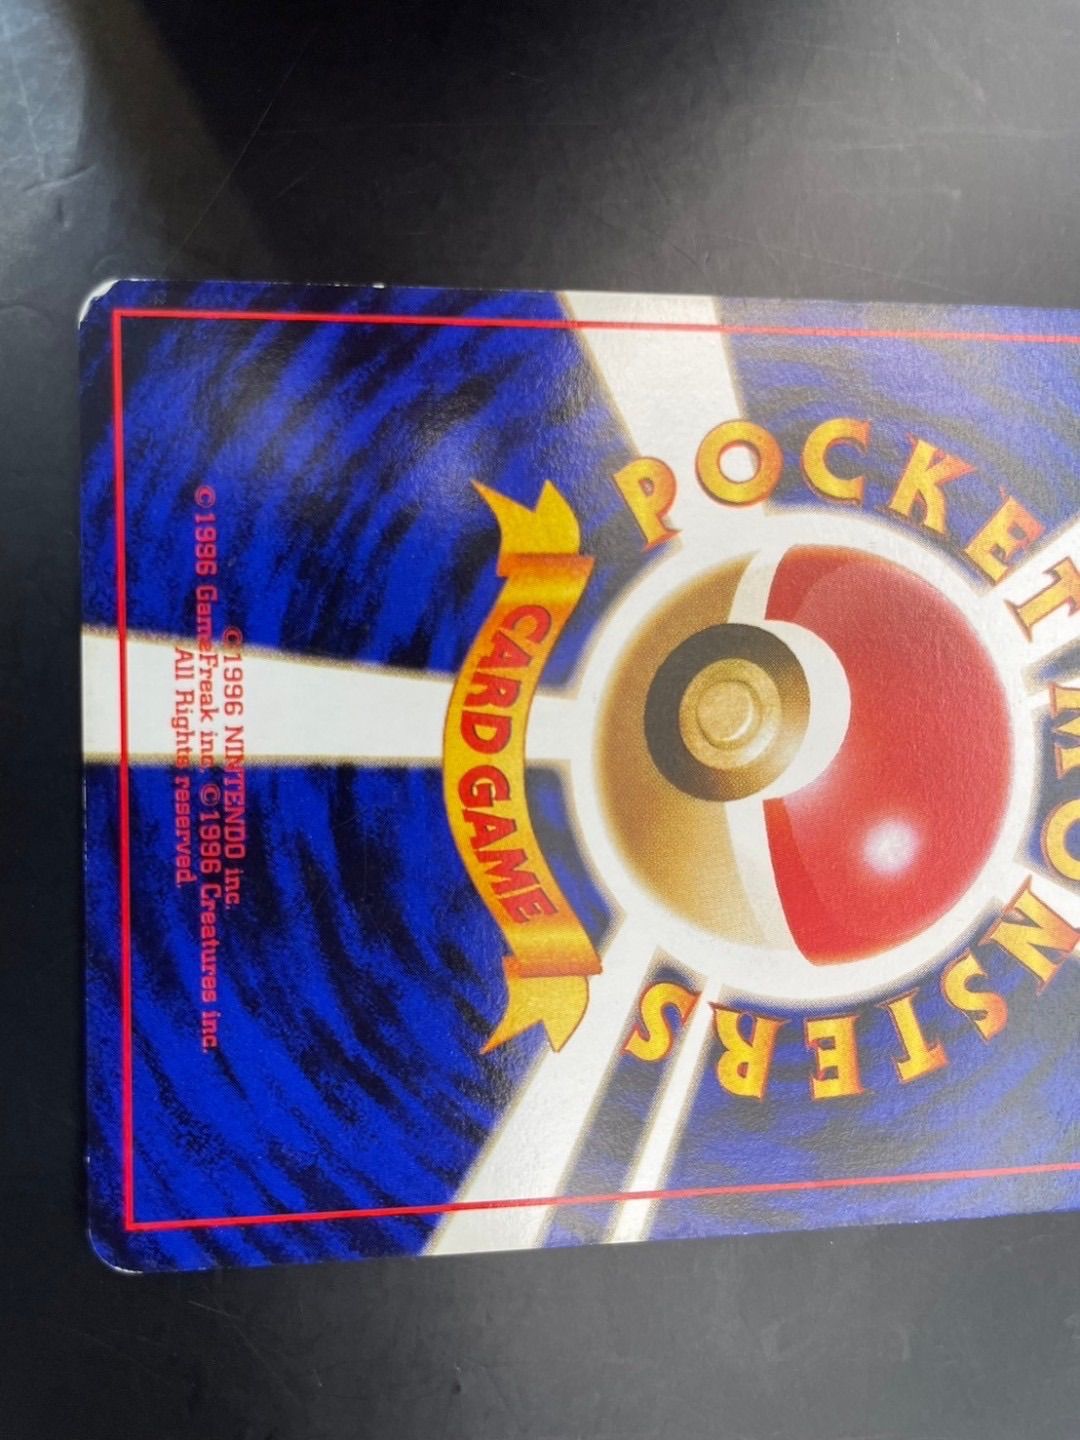 POCKET MONSTERS
CARD GAME
©1996 NINTENDO inc.
©1996 GameFreak inc. ©1996 Creatures inc.
All Rights reserved.